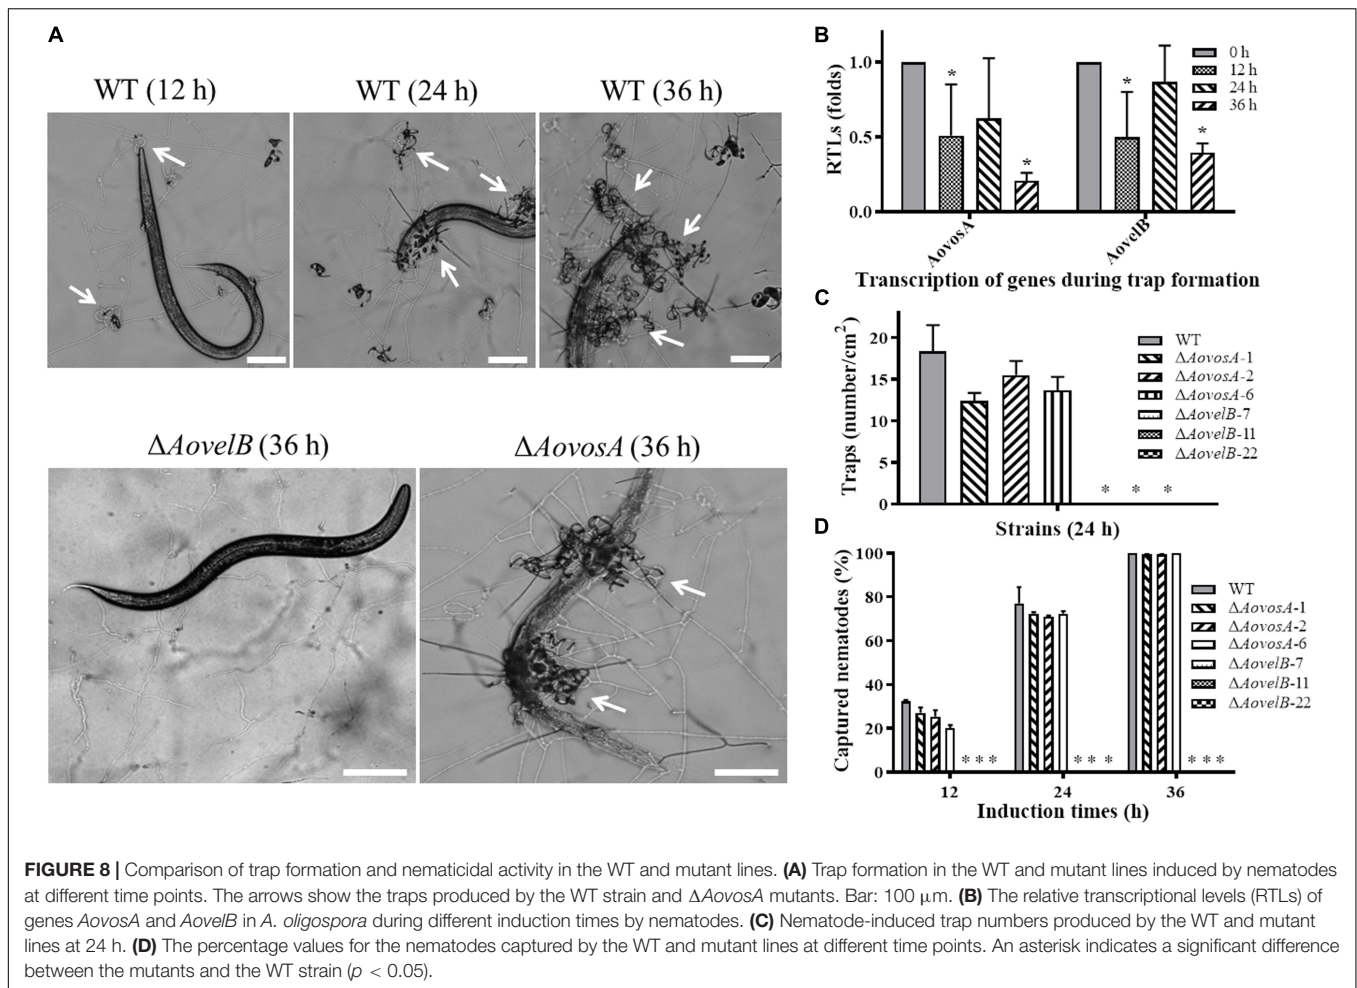 A
WT (12 h)
WT (24 h)
WT (36 h)
ΔAovelB (36 h)
ΔAovosA (36 h)
B
RTLs (folds)
1.0
0.5
0.0
*
*
*
*
0 h
12 h
24 h
36 h
AovosA
AovelB
Transcription of genes during trap formation
C
Traps (number/cm²)
20
15
10
5
0
* * *
WT
ΔAovosA-1
ΔAovosA-2
ΔAovosA-6
ΔAovelB-7
ΔAovelB-11
ΔAovelB-22
Strains (24 h)
D
Captured nematodes (%)
100
80
60
40
20
0
* * *
* * *
* * *
12
24
36
Induction times (h)
WT
ΔAovosA-1
ΔAovosA-2
ΔAovosA-6
ΔAovelB-7
ΔAovelB-11
ΔAovelB-22
FIGURE 8 | Comparison of trap formation and nematicidal activity in the WT and mutant lines. (A) Trap formation in the WT and mutant lines induced by nematodes
at different time points. The arrows show the traps produced by the WT strain and ΔAovosA mutants. Bar: 100 μm. (B) The relative transcriptional levels (RTLs) of
genes AovosA and AovelB in A. oligospora during different induction times by nematodes. (C) Nematode-induced trap numbers produced by the WT and mutant
lines at 24 h. (D) The percentage values for the nematodes captured by the WT and mutant lines at different time points. An asterisk indicates a significant difference
between the mutants and the WT strain (p < 0.05).